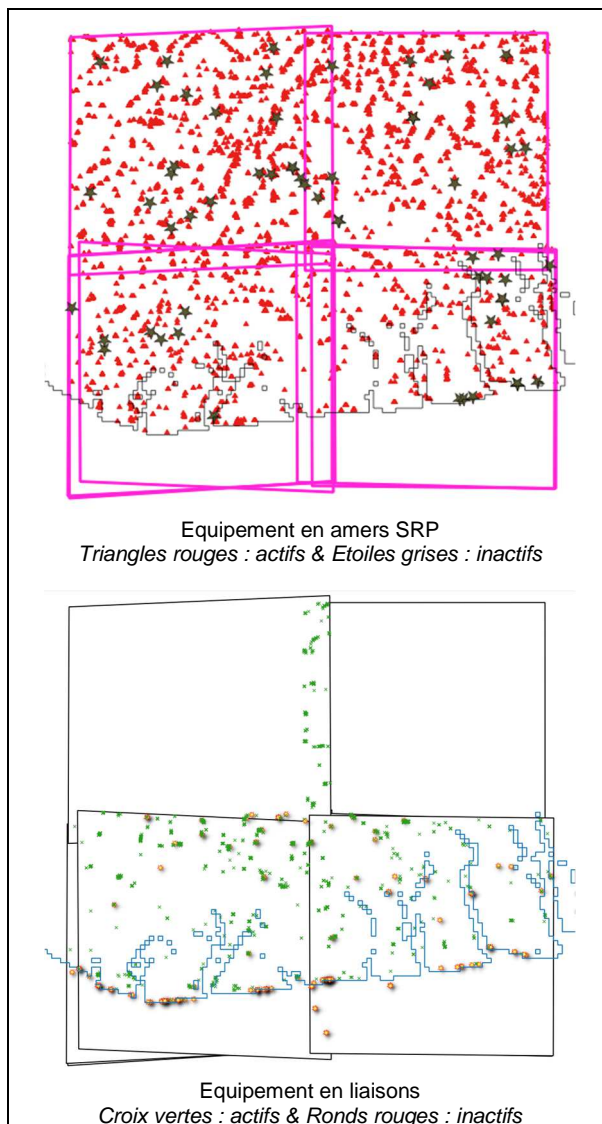 Equipement en amers SRP
Triangles rouges : actifs & Etoiles grises : inactifs
Equipement en liaisons
Croix vertes : actifs & Ronds rouges : inactifs